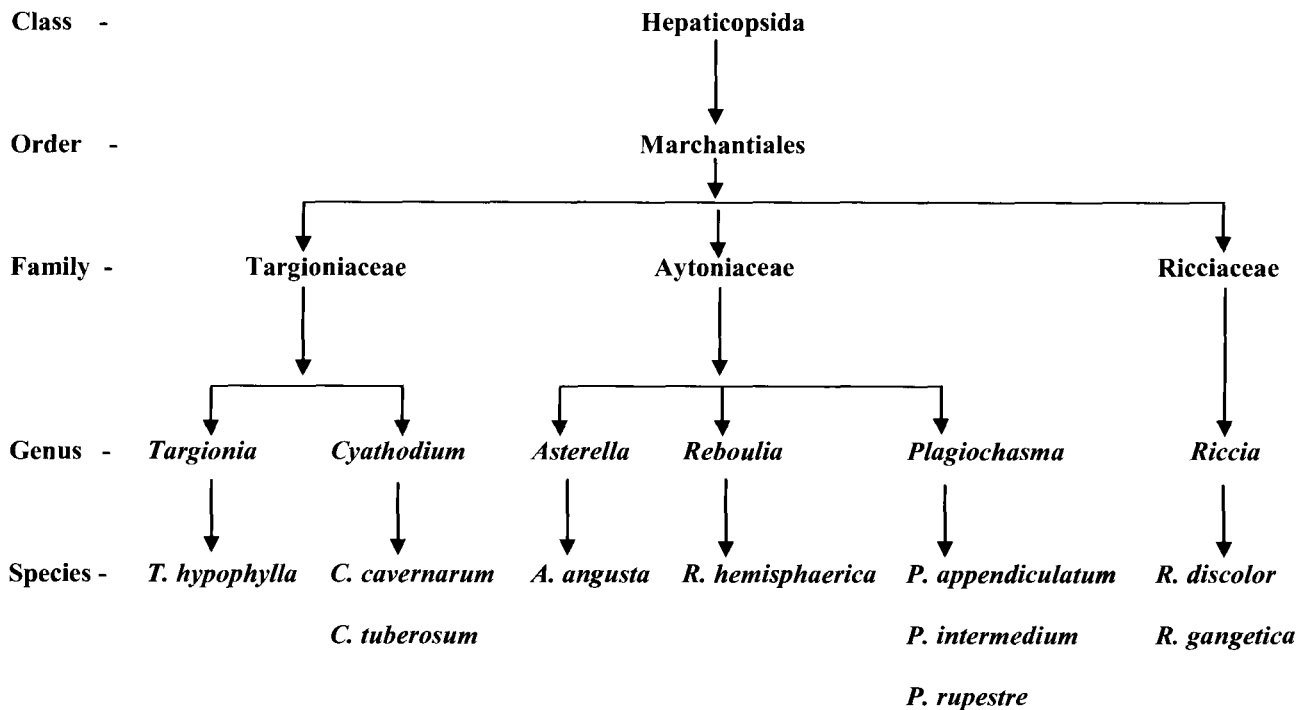 Class - Hepaticopsida
Order - Marchantiales
Family - Targioniaceae Aytoniaceae Ricciaceae
Genus - Targionia Cyathodium Asterella Reboulia Plagiochasma Riccia
Species - T. hypophylla C. cavernarum A. angusta R. hemisphaerica P. appendiculatum R. discolor
C. tuberosum P. intermedium R. gangetica
P. rupestre